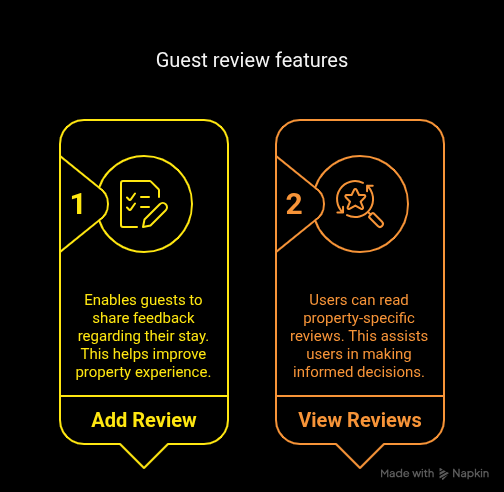 Guest review features
1
Enables guests to
share feedback
regarding their stay.
This helps improve
property experience.
Add Review
2
Users can read
property-specific
reviews. This assists
users in making
informed decisions.
View Reviews
Made with Napkin